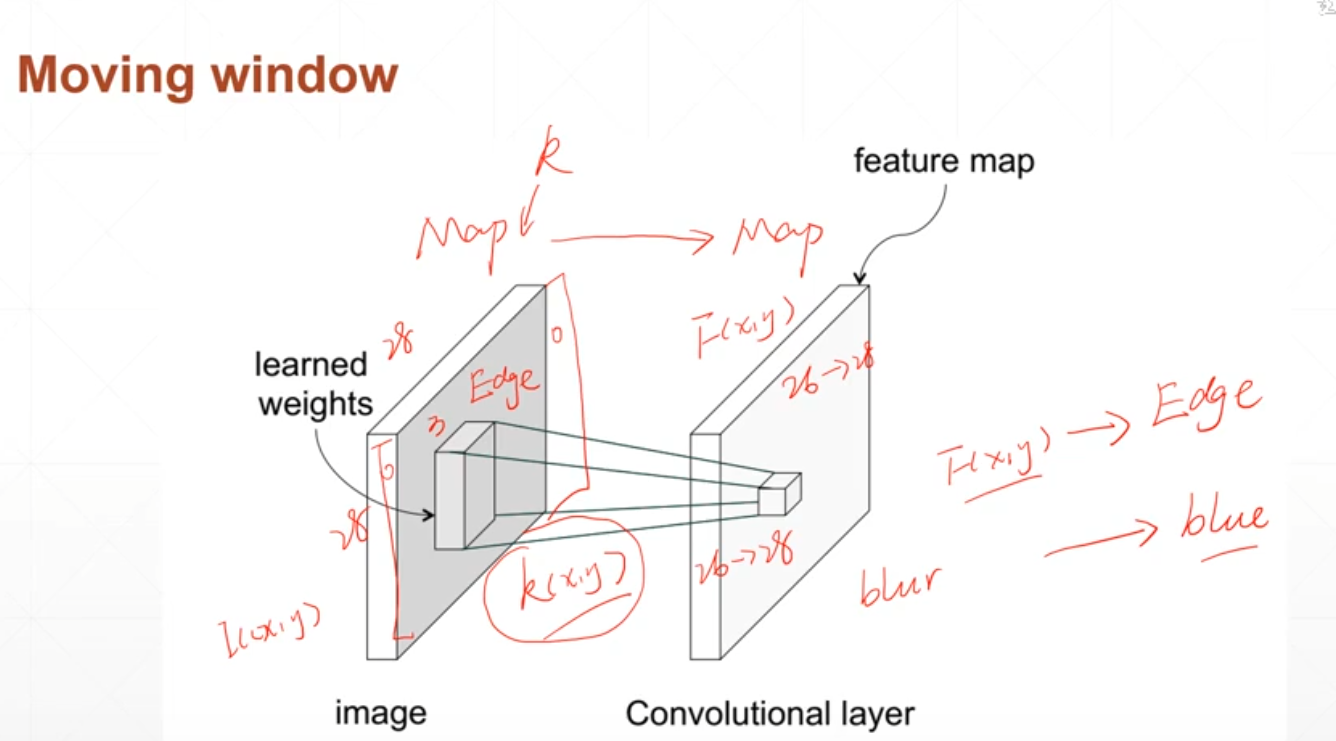 Moving window
k
feature map
Map → Map
28
0
F(x,y)
learned
weights
Edge
26→28
3
Edge
F(x,y) → Edge
0
28
→ blue
26→28
k(x,y)
blur
I(x,y)
image
Convolutional layer